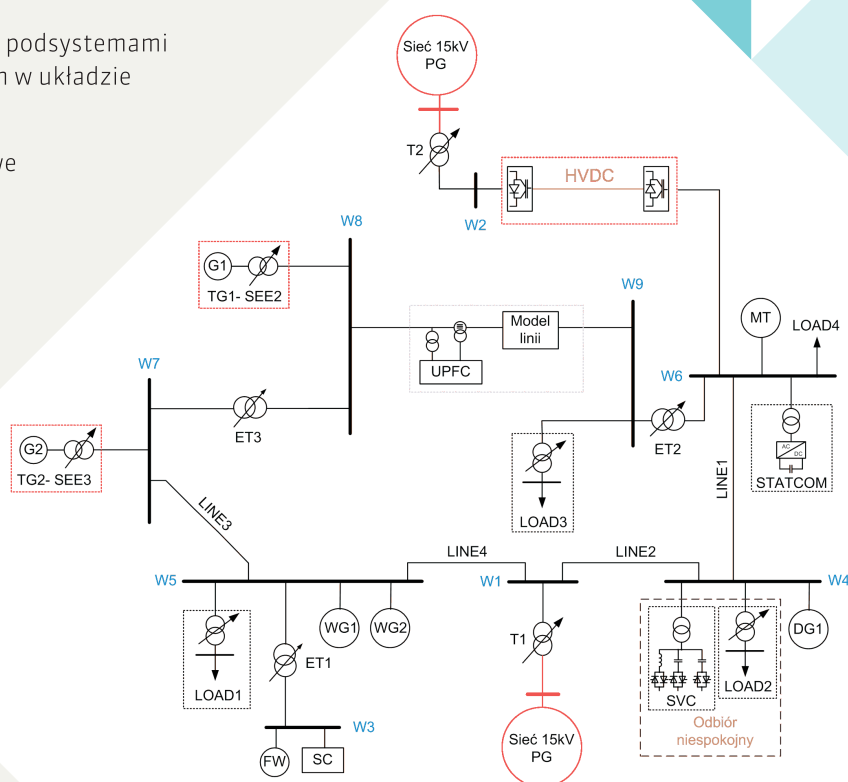 podsystemami
w układzie
Sieć 15kV
PG
T2
HVDC
W2
W8
G1
TG1- SEE2
W9
Model
linii
UPFC
MT
LOAD4
W6
W7
ET3
ET2
G2
TG2- SEE3
AC
DC
STATCOM
LINE1
LOAD3
LINE3
LINE4
LINE2
W5
W1
W4
WG1
WG2
T1
DG1
ET1
LOAD1
SVC
LOAD2
Odbiór
niespokojny
W3
FW
SC
Sieć 15kV
PG